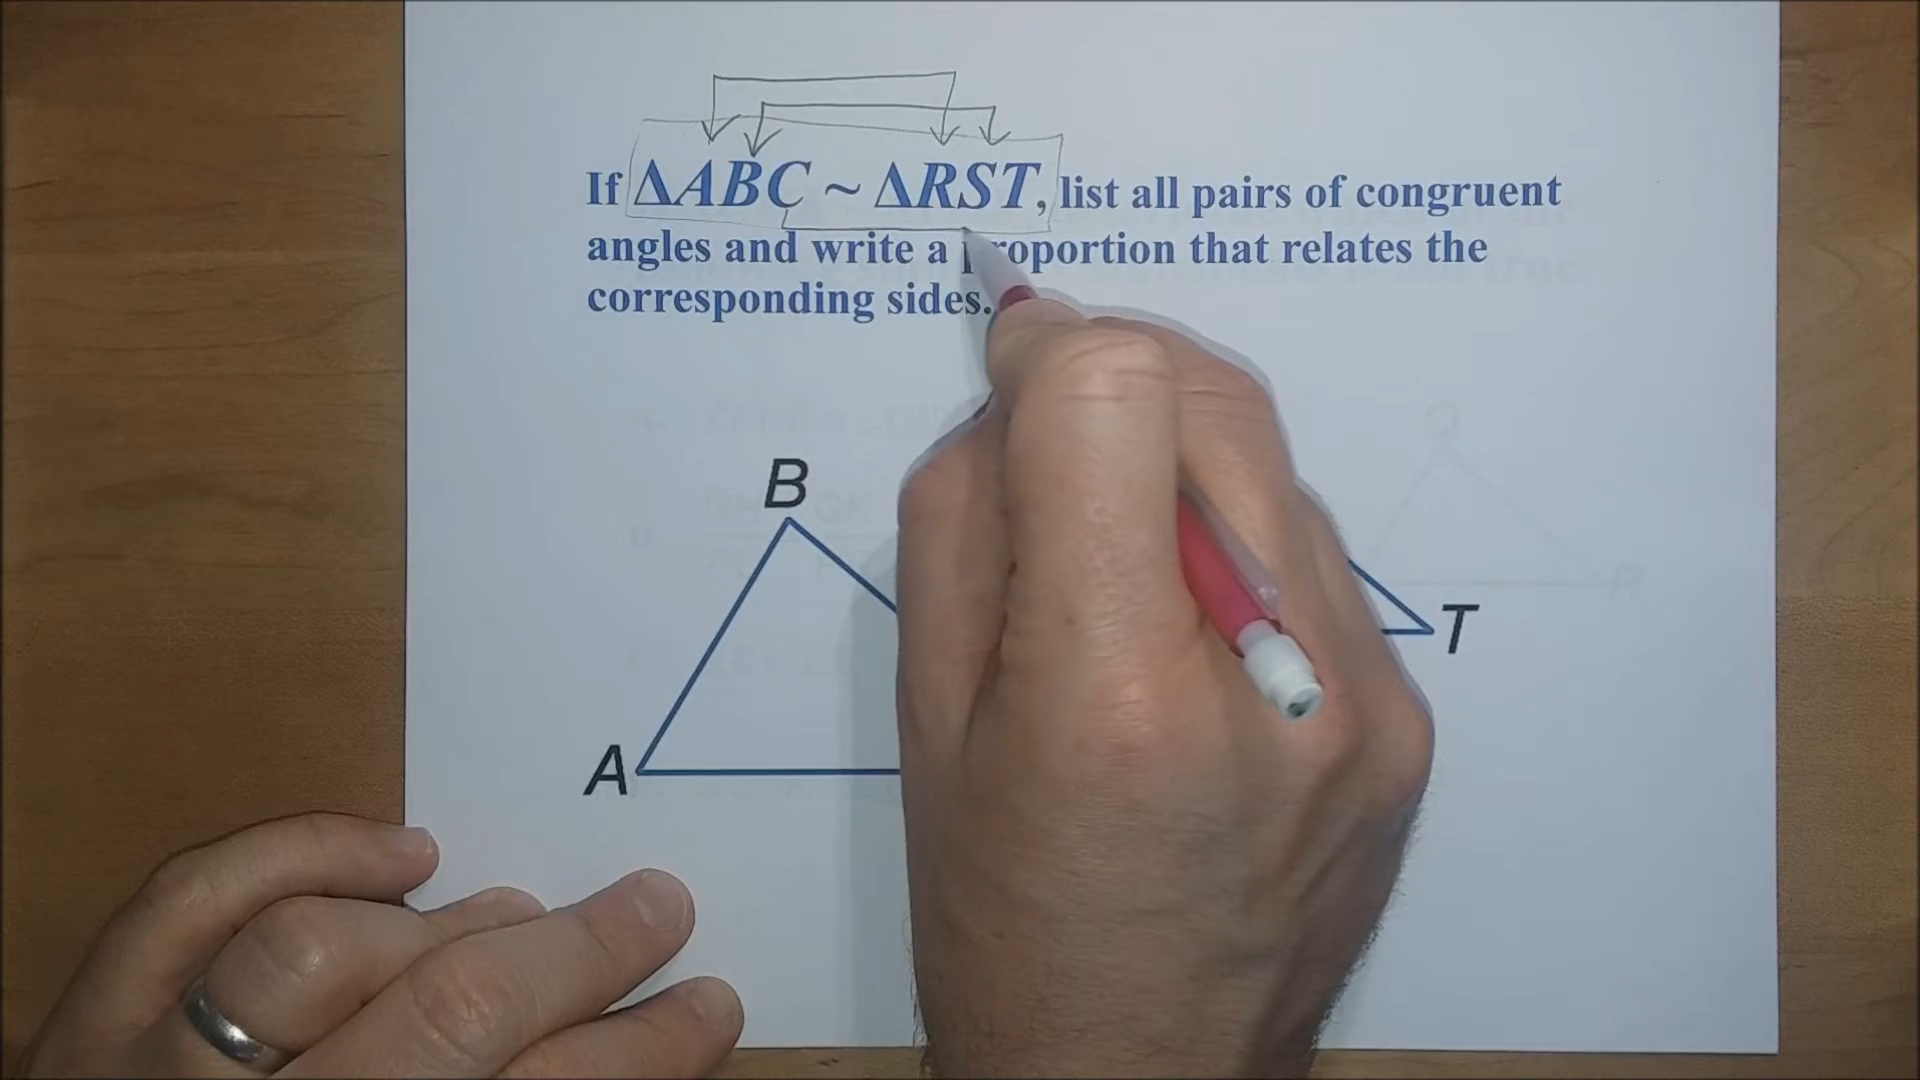 If ΔABC ~ ΔRST, list all pairs of congruent
angles and write a proportion that relates the
corresponding sides.
B
T
A